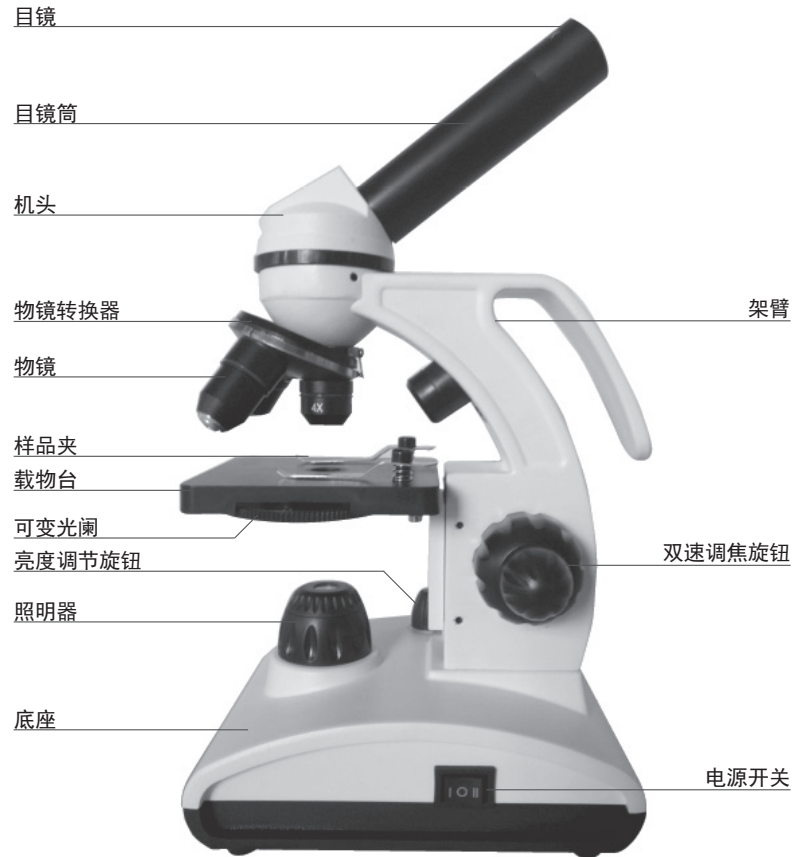 目镜
目镜筒
机头
物镜转换器
架臂
物镜
4X
样品夹
载物台
可变光阑
双速调焦旋钮
亮度调节旋钮
照明器
底座
电源开关
I O II